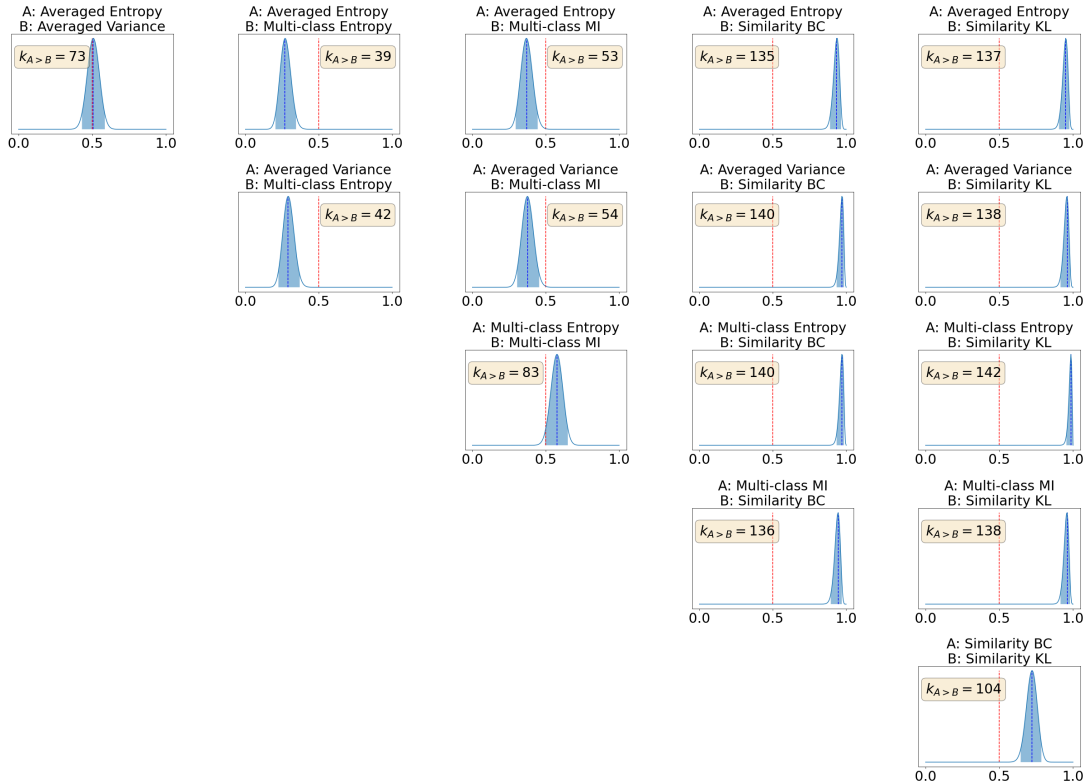 A: Averaged Entropy
B: Averaged Variance
k_{A>B} = 73
0.0 0.5 1.0
A: Averaged Entropy
B: Multi-class Entropy
k_{A>B} = 39
0.0 0.5 1.0
A: Averaged Entropy
B: Multi-class MI
k_{A>B} = 53
0.0 0.5 1.0
A: Averaged Entropy
B: Similarity BC
k_{A>B} = 135
0.0 0.5 1.0
A: Averaged Entropy
B: Similarity KL
k_{A>B} = 137
0.0 0.5 1.0
A: Averaged Variance
B: Multi-class Entropy
k_{A>B} = 42
0.0 0.5 1.0
A: Averaged Variance
B: Multi-class MI
k_{A>B} = 54
0.0 0.5 1.0
A: Averaged Variance
B: Similarity BC
k_{A>B} = 140
0.0 0.5 1.0
A: Averaged Variance
B: Similarity KL
k_{A>B} = 138
0.0 0.5 1.0
A: Multi-class Entropy
B: Multi-class MI
k_{A>B} = 83
0.0 0.5 1.0
A: Multi-class Entropy
B: Similarity BC
k_{A>B} = 140
0.0 0.5 1.0
A: Multi-class Entropy
B: Similarity KL
k_{A>B} = 142
0.0 0.5 1.0
A: Multi-class MI
B: Similarity BC
k_{A>B} = 136
0.0 0.5 1.0
A: Multi-class MI
B: Similarity KL
k_{A>B} = 138
0.0 0.5 1.0
A: Similarity BC
B: Similarity KL
k_{A>B} = 104
0.0 0.5 1.0